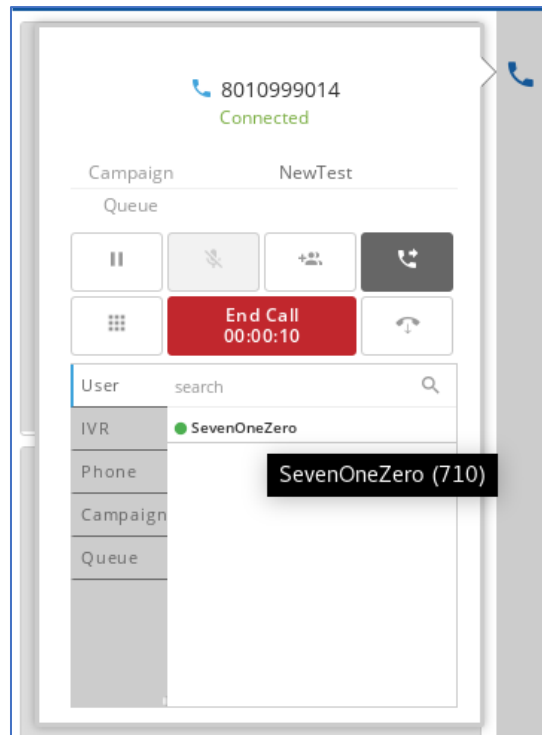 8010999014
Connected
Campaign NewTest
Queue
End Call
00:00:10
User search
IVR SevenOneZero
Phone SevenOneZero (710)
Campaign
Queue